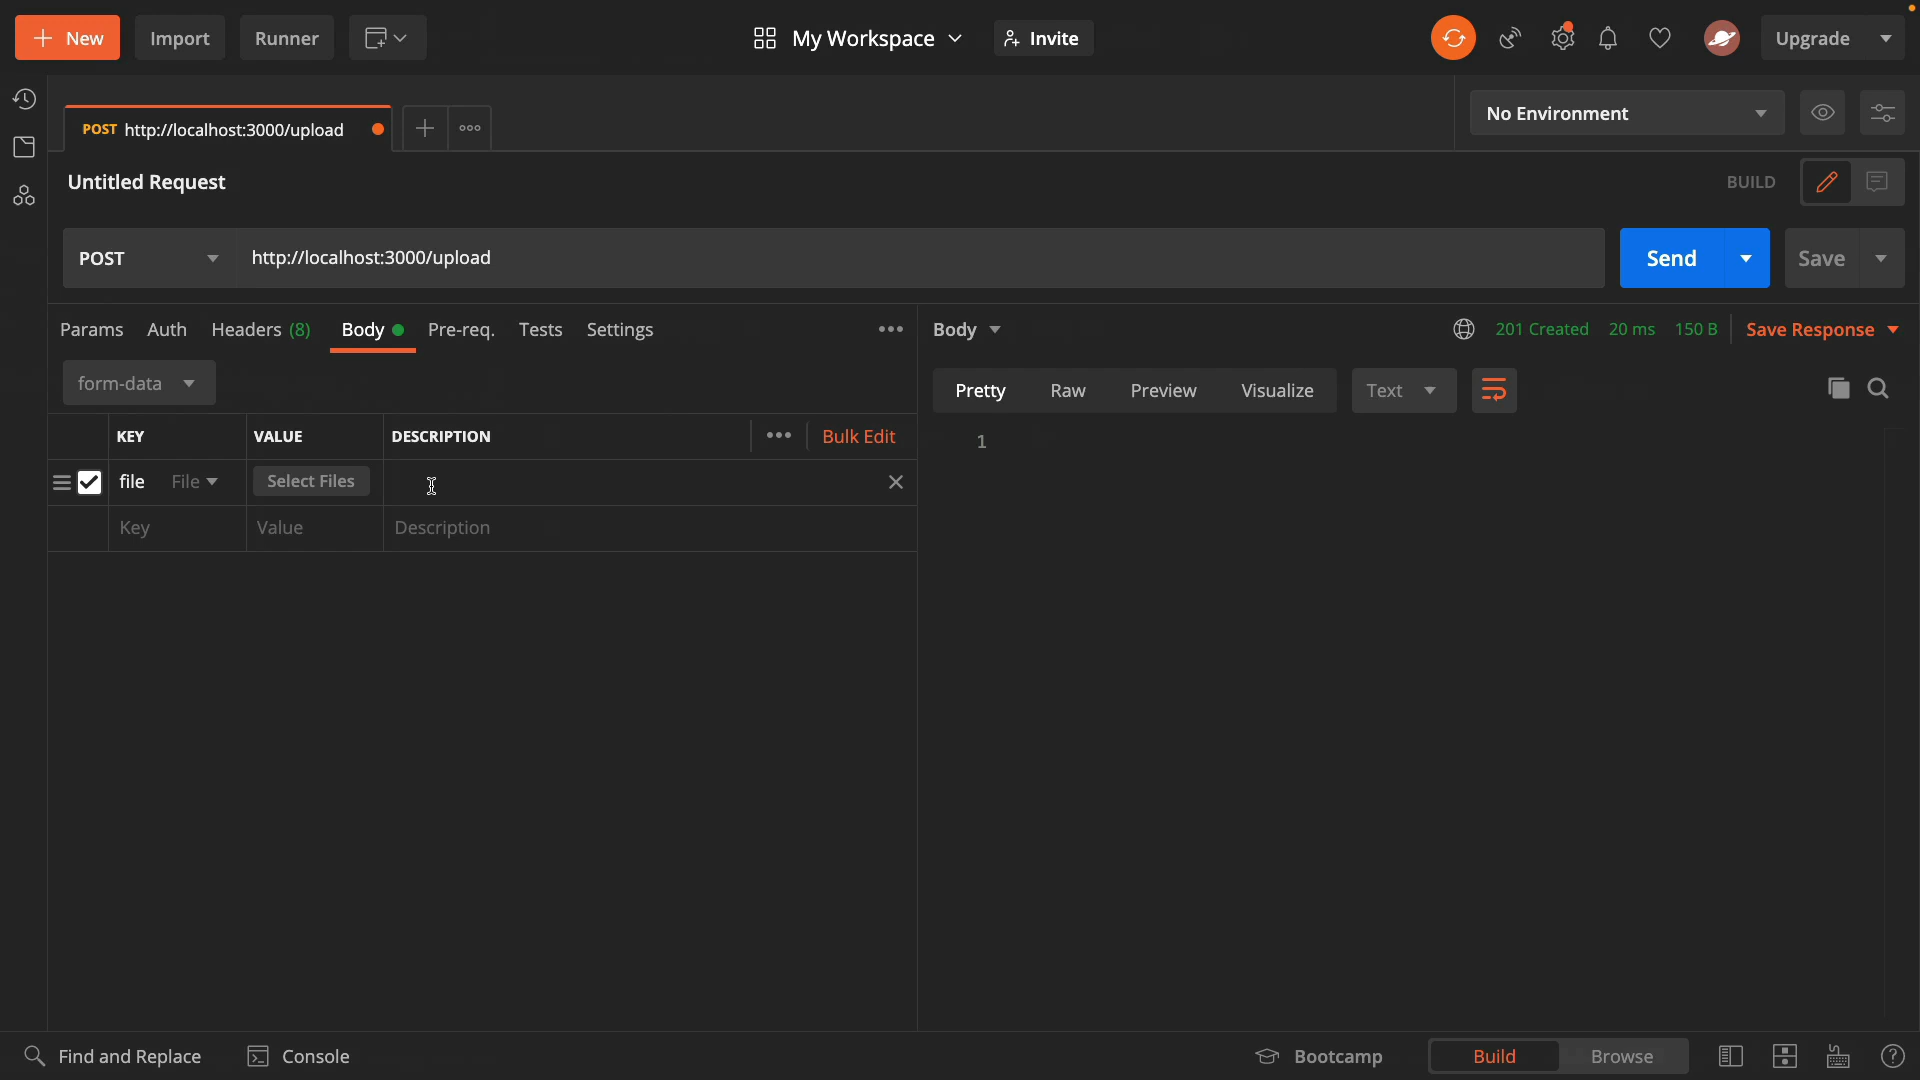 New
Import
Runner
My Workspace
Invite
Upgrade
POST http://localhost:3000/upload
No Environment
Untitled Request
BUILD
POST
http://localhost:3000/upload
Send
Save
Params
Auth
Headers (8)
Body
Pre-req.
Tests
Settings
Body
201 Created
20 ms
150 B
Save Response
form-data
Pretty
Raw
Preview
Visualize
Text
KEY
VALUE
DESCRIPTION
Bulk Edit
1
file
File
Select Files
Key
Value
Description
Find and Replace
Console
Bootcamp
Build
Browse